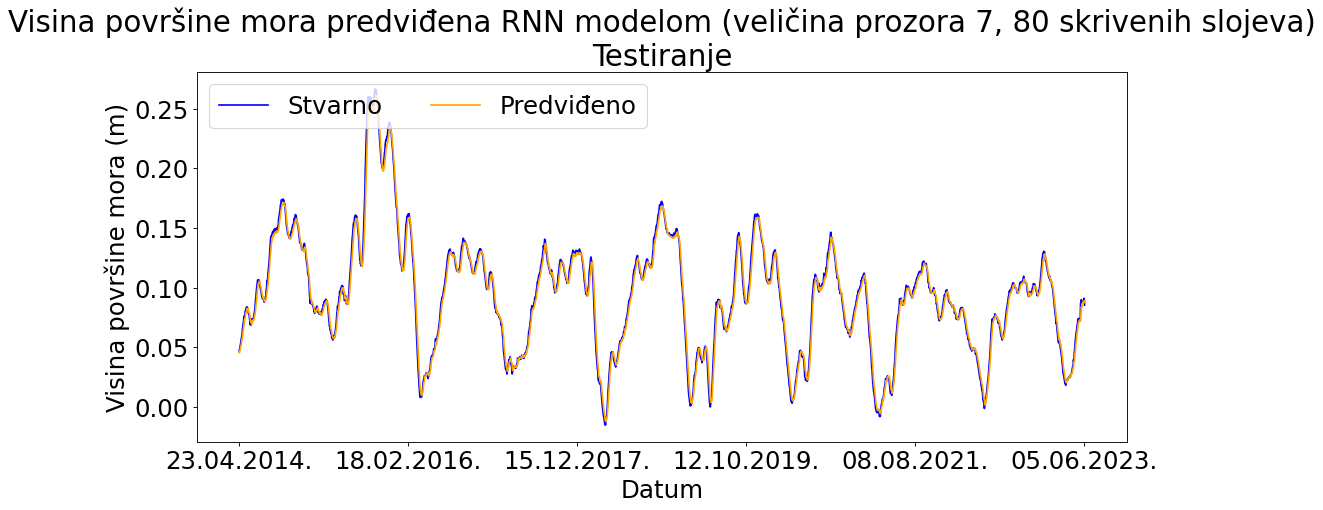 Visina površine mora predviđena RNN modelom (veličina prozora 7, 80 skrivenih slojeva)
Testiranje
Stvarno Predviđeno
Visina površine mora (m)
0.25
0.20
0.15
0.10
0.05
0.00
23.04.2014. 18.02.2016. 15.12.2017. 12.10.2019. 08.08.2021. 05.06.2023.
Datum